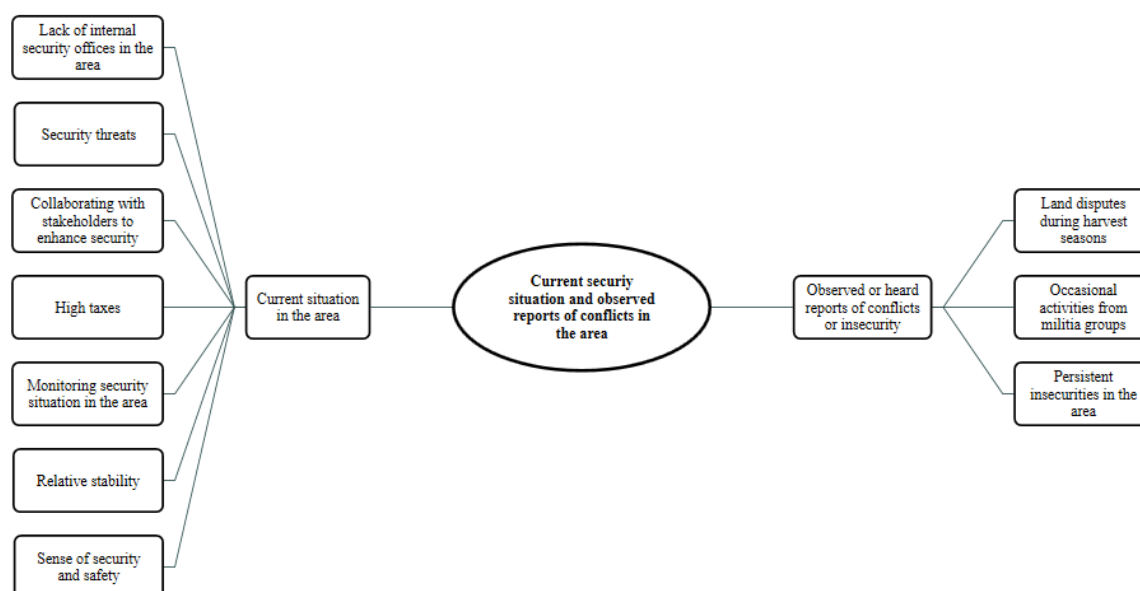 Lack of internal
security offices in the
area
Security threats
Collaborating with
stakeholders to
enhance security
High taxes
Monitoring security
situation in the area
Relative stability
Sense of security
and safety
Current situation
in the area
Current securiy
situation and observed
reports of conflicts in
the area
Observed or heard
reports of conflicts
or insecurity
Land disputes
during harvest
seasons
Occasional
activities from
militia groups
Persistent
insecurities in the
area